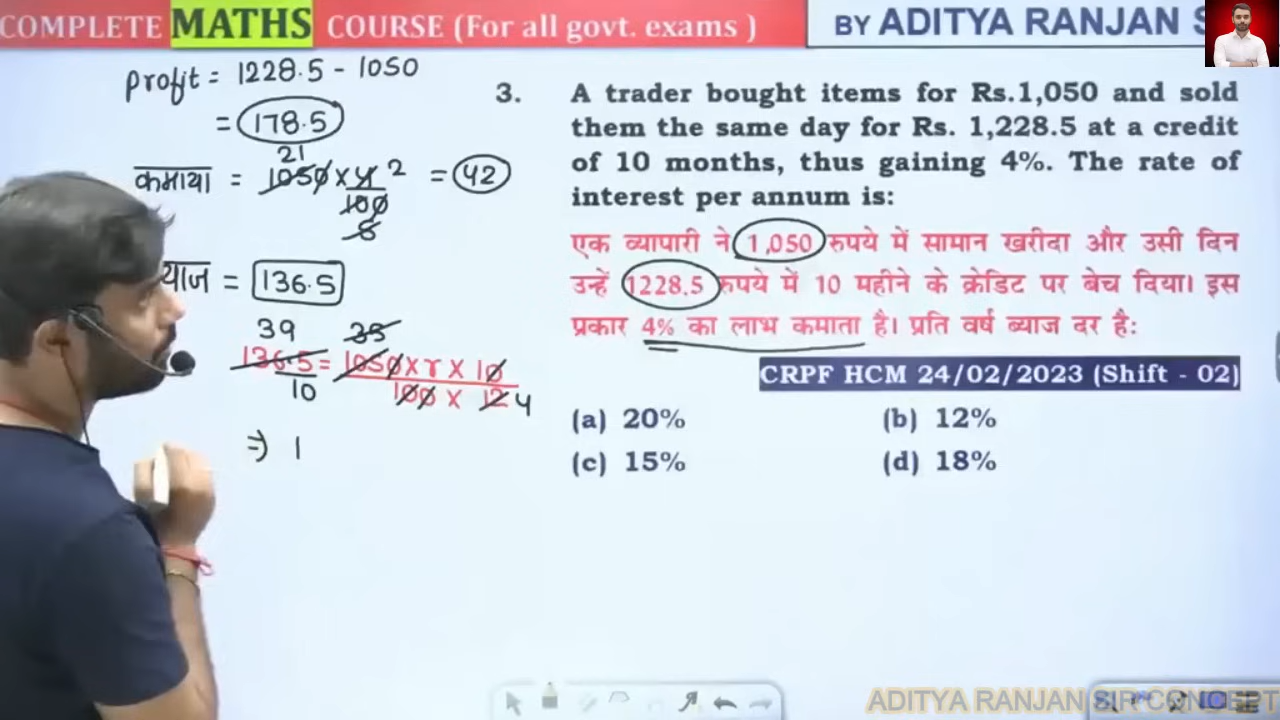 COMPLETE MATHS COURSE (For all govt. exams )
BY ADITYA RANJAN S
Profit = 1228.5 - 1050
= 178.5
21
कमाया = 1050 x 4 2 = 42
100
याज = 136.5
39 35
136.5 = 1050 x r x 10
10 100 x 12 4
=) 1
3. A trader bought items for Rs.1,050 and sold
them the same day for Rs. 1,228.5 at a credit
of 10 months, thus gaining 4%. The rate of
interest per annum is:
एक व्यापारी ने 1,050 रुपये में सामान खरीदा और उसी दिन
उन्हें 1228.5 रुपये में 10 महीने के क्रेडिट पर बेच दिया। इस
प्रकार 4% का लाभ कमाता है। प्रति वर्ष ब्याज दर है:
CRPF HCM 24/02/2023 (Shift - 02)
(a) 20% (b) 12%
(c) 15% (d) 18%
ADITYA RANJAN SIR CONCEPT